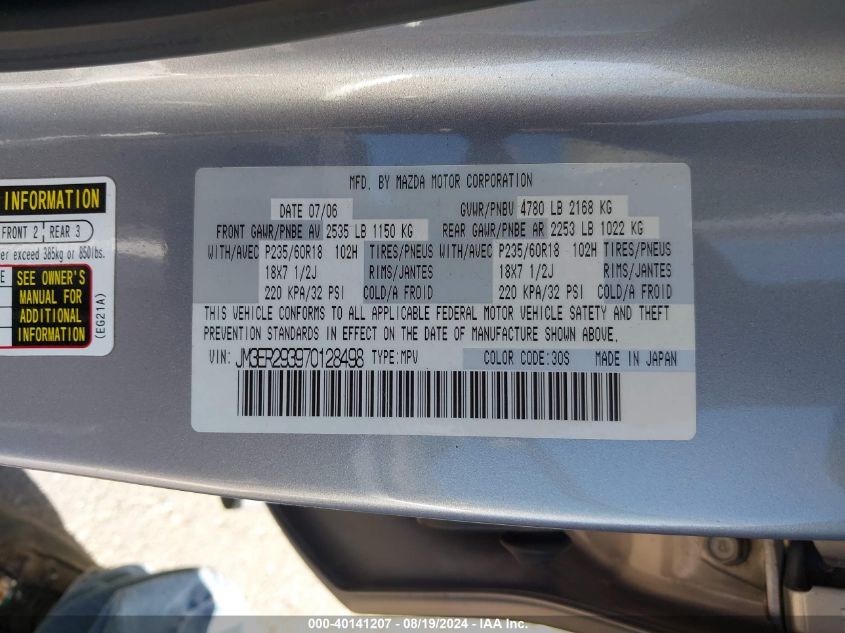 INFORMATION
FRONT 2 REAR 3
er exceed 385kg or 850lbs.
E SEE OWNER'S
MANUAL FOR
ADDITIONAL
INFORMATION
(EG21A)
MFD. BY MAZDA MOTOR CORPORATION
DATE 07/06 GVWR/PNBV 4780 LB 2168 KG
FRONT GAWR/PNBE AV 2535 LB 1150 KG REAR GAWR/PNBE AR 2253 LB 1022 KG
WITH/AVEC P235/60R18 102H TIRES/PNEUS WITH/AVEC P235/60R18 102H TIRES/PNEUS
18X7 1/2J RIMS/JANTES 18X7 1/2J RIMS/JANTES
220 KPA/32 PSI COLD/A FROID 220 KPA/32 PSI COLD/A FROID
THIS VEHICLE CONFORMS TO ALL APPLICABLE FEDERAL MOTOR VEHICLE SAFETY AND THEFT
PREVENTION STANDARDS IN EFFECT ON THE DATE OF MANUFACTURE SHOWN ABOVE.
VIN: JM3ER293970128498 TYPE:MPV COLOR CODE:30S MADE IN JAPAN
000-40141207 - 08/19/2024 - IAA Inc.